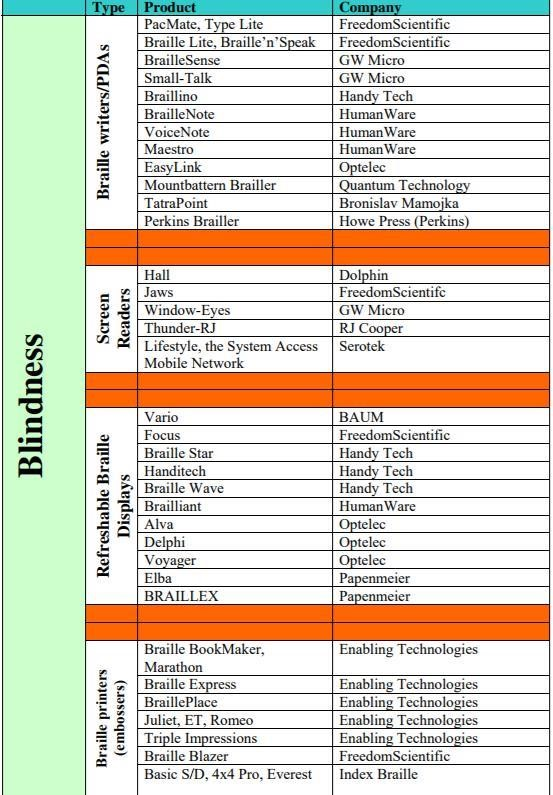 Type Product Company
Blindness
Braille writers/PDAs
PacMate, Type Lite FreedomScientific
Braille Lite, Braille’n’Speak FreedomScientific
BrailleSense GW Micro
Small-Talk GW Micro
Braillino Handy Tech
BrailleNote HumanWare
VoiceNote HumanWare
Maestro HumanWare
EasyLink Optelec
Mountbattern Brailler Quantum Technology
TatraPoint Bronislav Mamojka
Perkins Brailler Howe Press (Perkins)
Screen
Readers
Hall Dolphin
Jaws FreedomScientifc
Window-Eyes GW Micro
Thunder-RJ RJ Cooper
Lifestyle, the System Access Serotek
Mobile Network
Refreshable Braille
Displays
Vario BAUM
Focus FreedomScientific
Braille Star Handy Tech
Handitech Handy Tech
Braille Wave Handy Tech
Brailliant HumanWare
Alva Optelec
Delphi Optelec
Voyager Optelec
Elba Papenmeier
BRAILLEX Papenmeier
Braille printers
(embossers)
Braille BookMaker, Enabling Technologies
Marathon
Braille Express Enabling Technologies
BraillePlace Enabling Technologies
Juliet, ET, Romeo Enabling Technologies
Triple Impressions Enabling Technologies
Braille Blazer FreedomScientific
Basic S/D, 4x4 Pro, Everest Index Braille